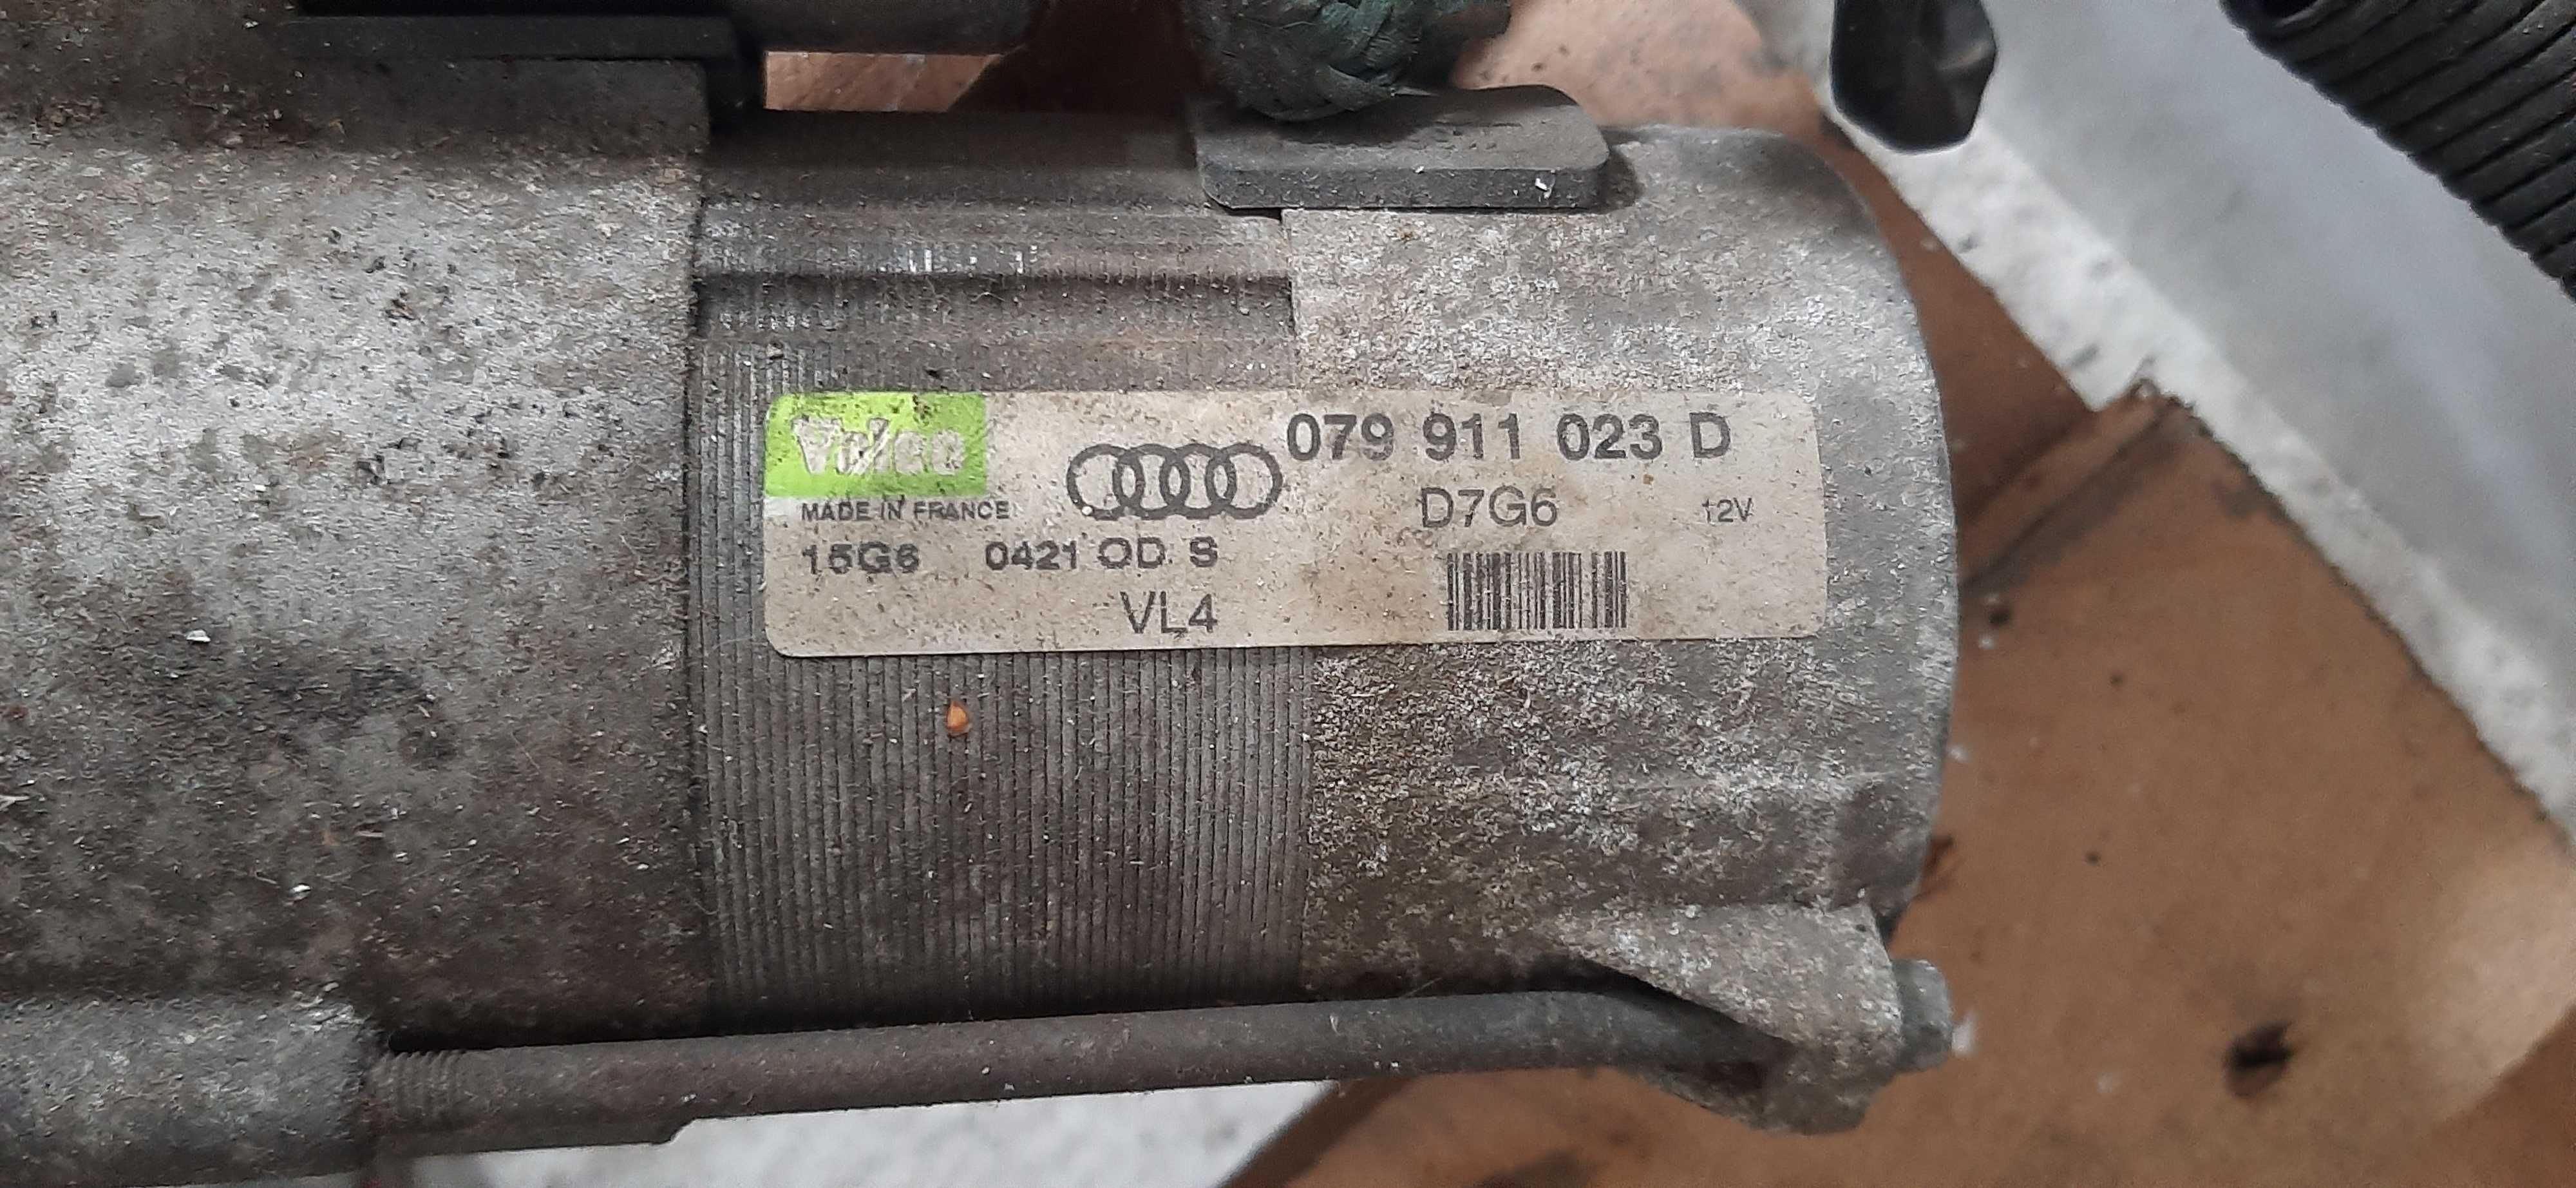 Valeo
079 911 023 D
MADE IN FRANCE
D7G6
12V
15G6 0421 OD S
VL4